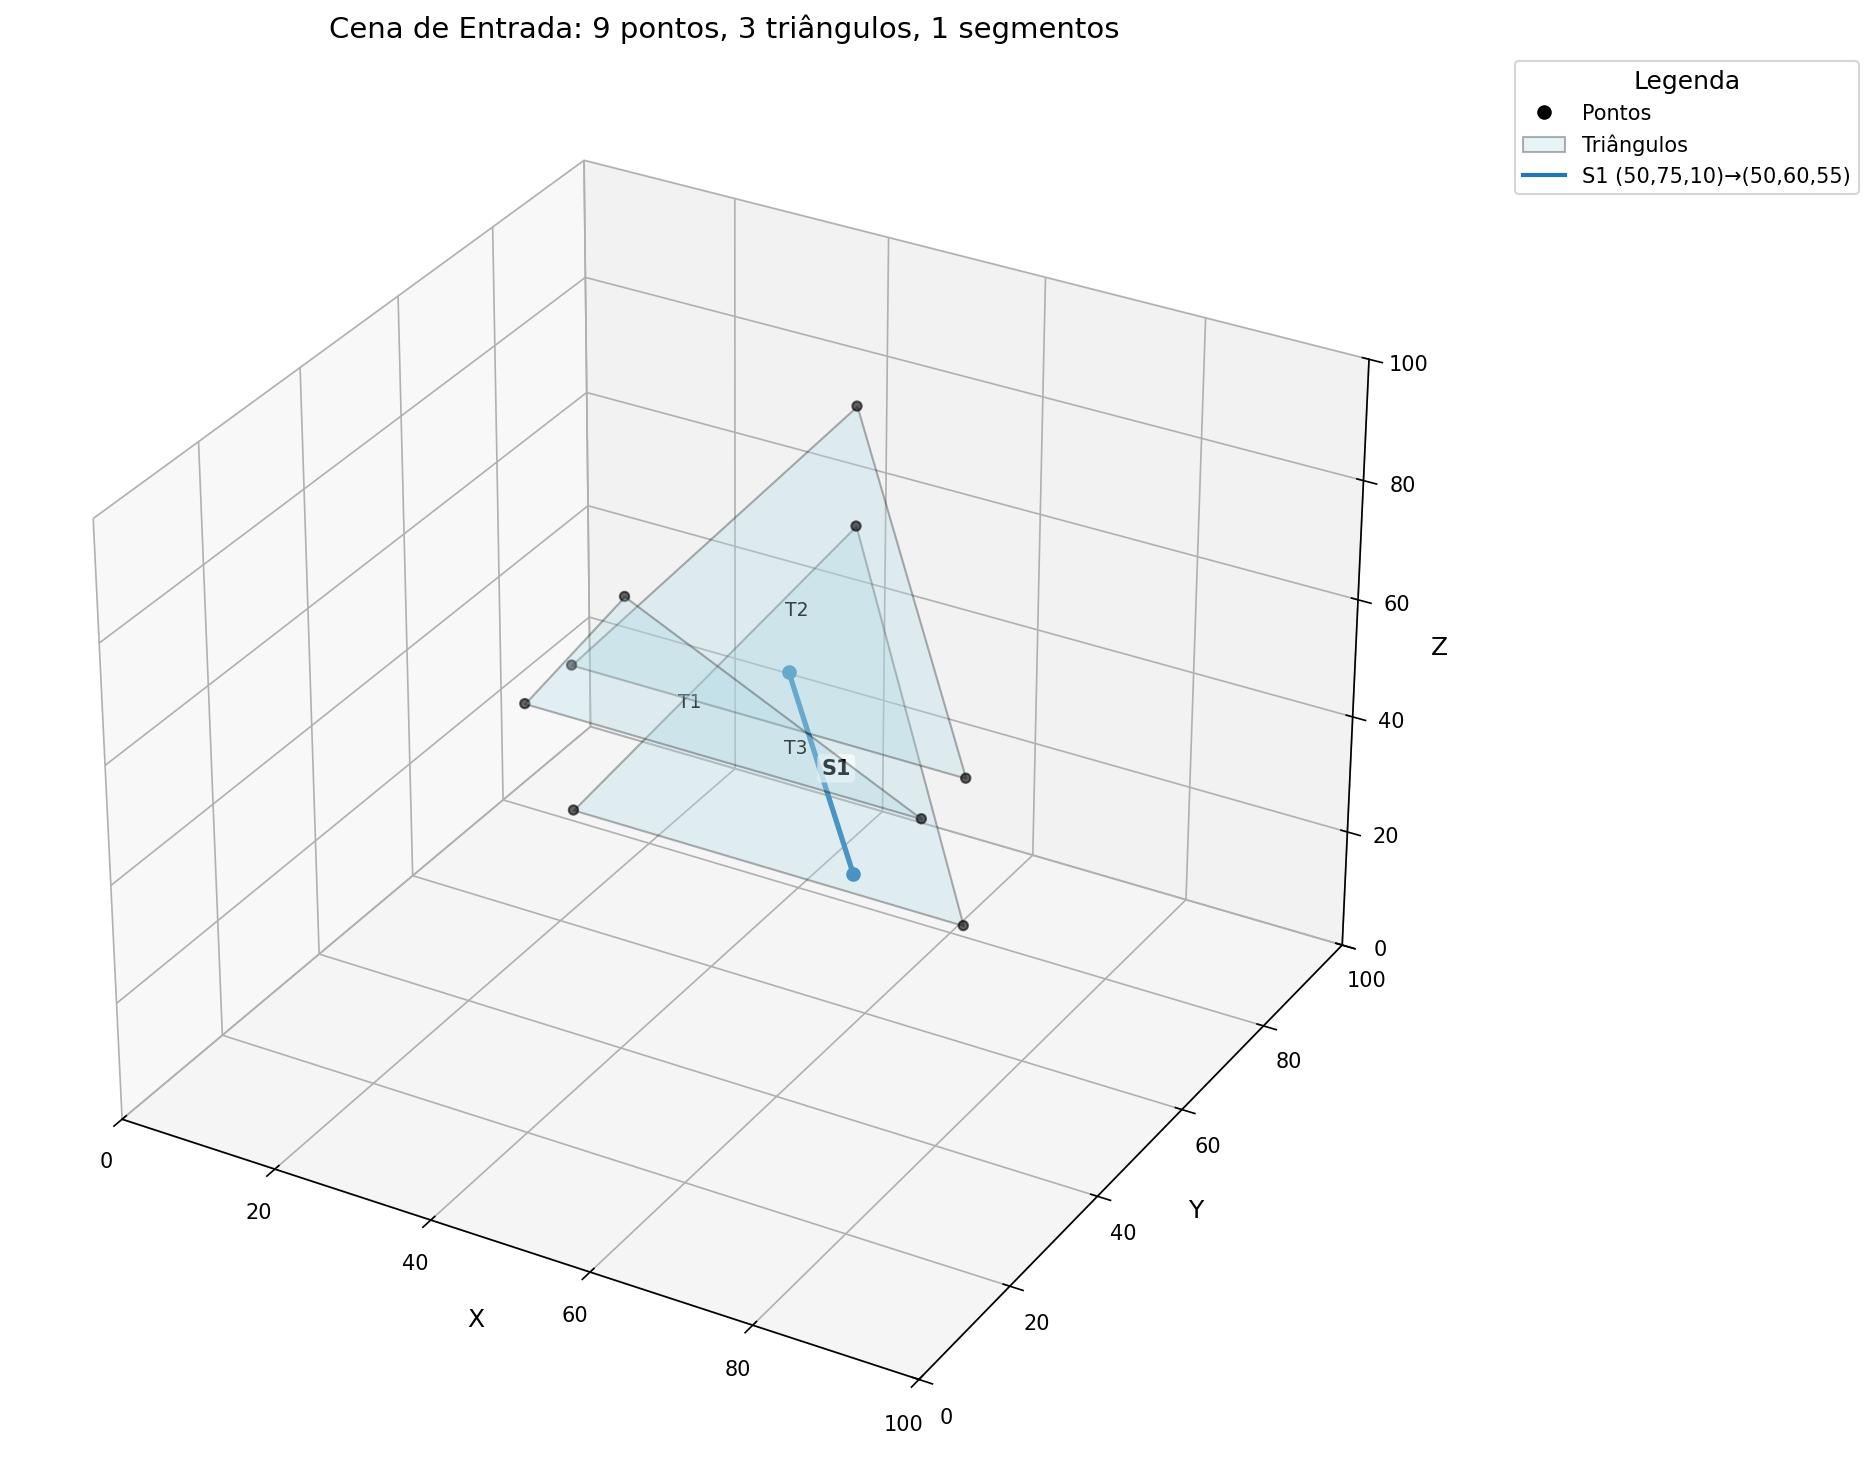 Cena de Entrada: 9 pontos, 3 triângulos, 1 segmentos
Legenda
Pontos
Triângulos
S1 (50,75,10)→(50,60,55)
100
80
60
40
20
0
Z
T2
T1
T3
S1
100
80
60
40
20
0
Y
0
20
40
60
80
100
X